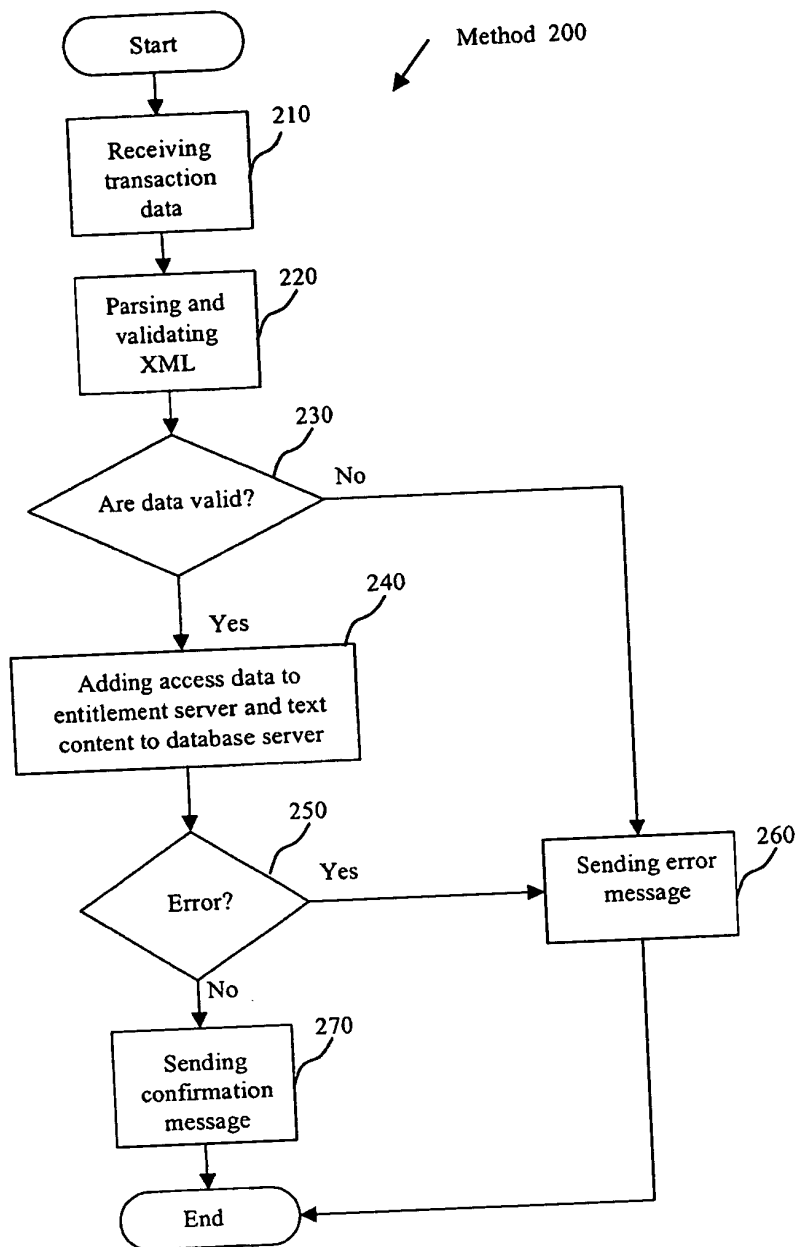 Start
Method 200
210
Receiving
transaction
data
220
Parsing and
validating
XML
230
Are data valid?
No
240
Yes
Adding access data to
entitlement server and text
content to database server
250
Error?
Yes
260
Sending error
message
No
270
Sending
confirmation
message
End